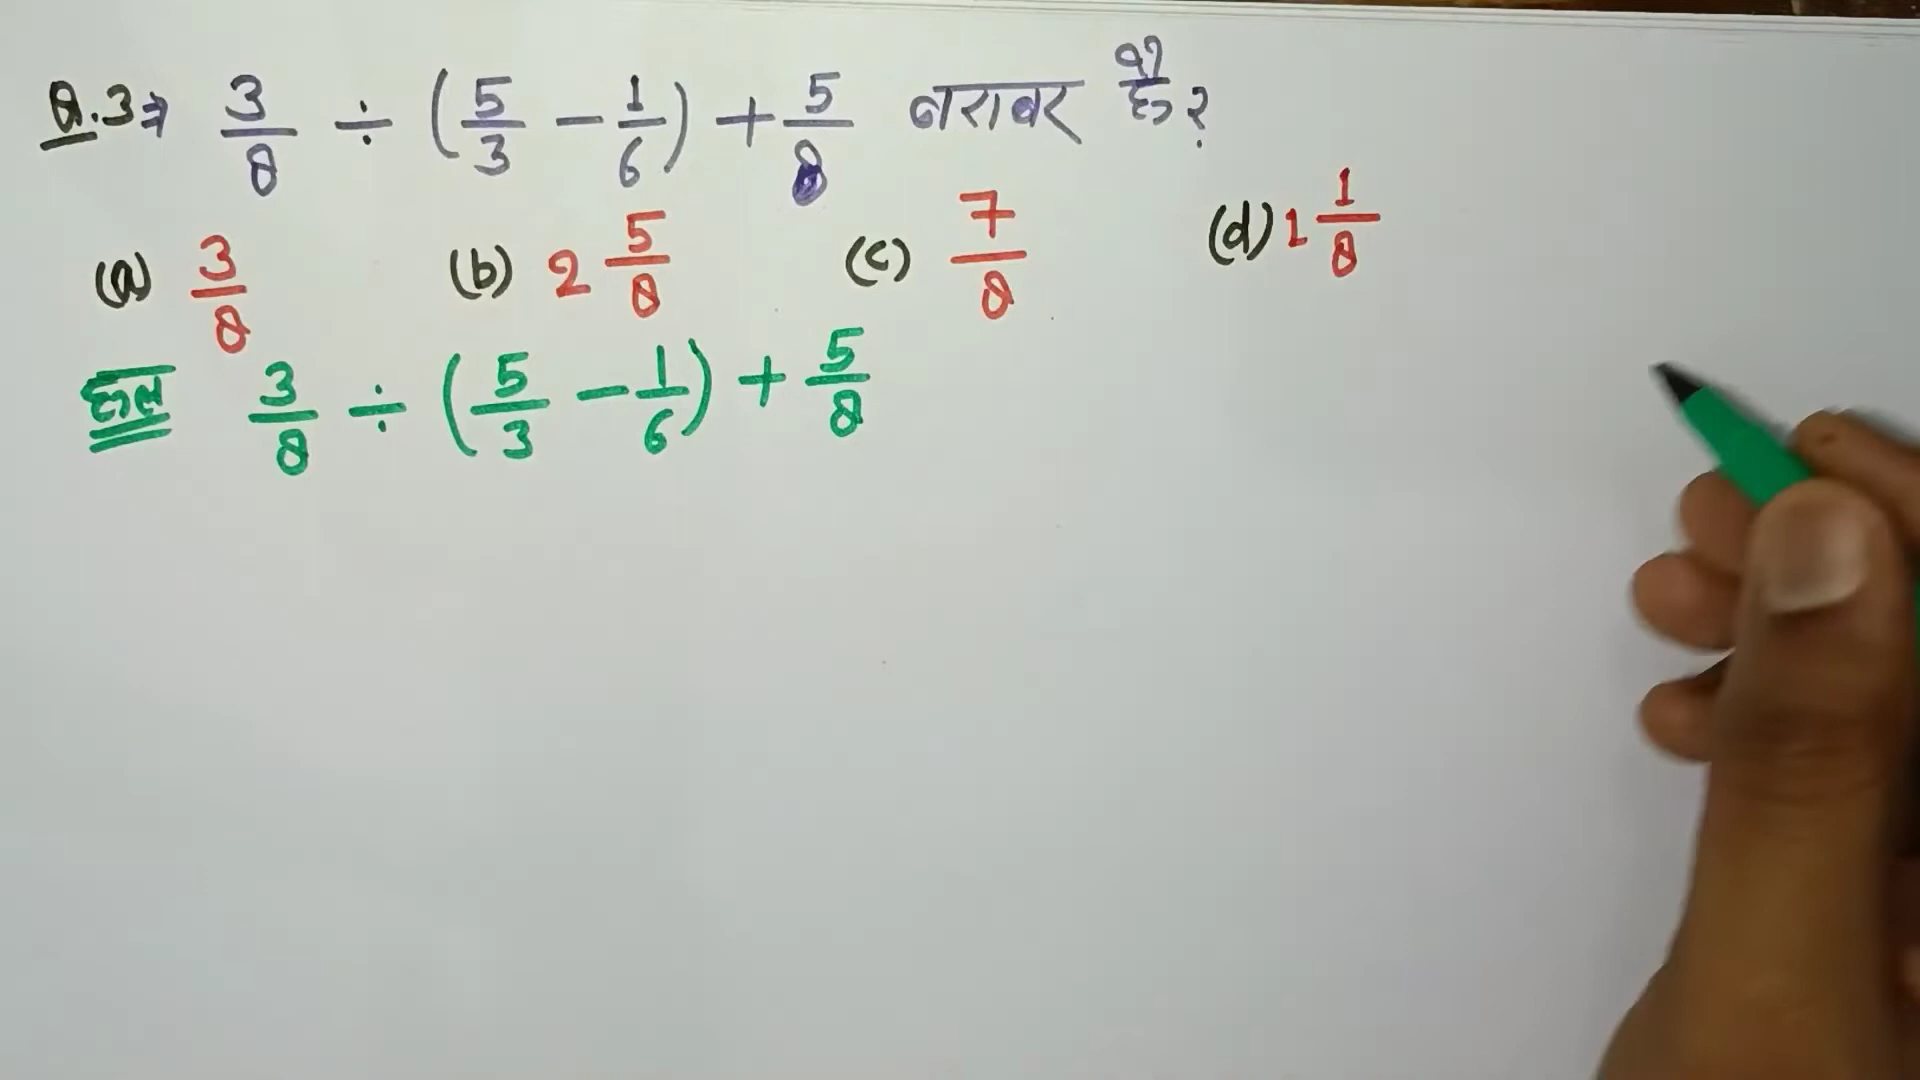 Q.3⇒ 3/8 ÷ (5/3 − 1/6) + 5/8 बराबर है?
(a) 3/8 (b) 2 5/8 (c) 7/8 (d) 1 1/8
हल 3/8 ÷ (5/3 − 1/6) + 5/8